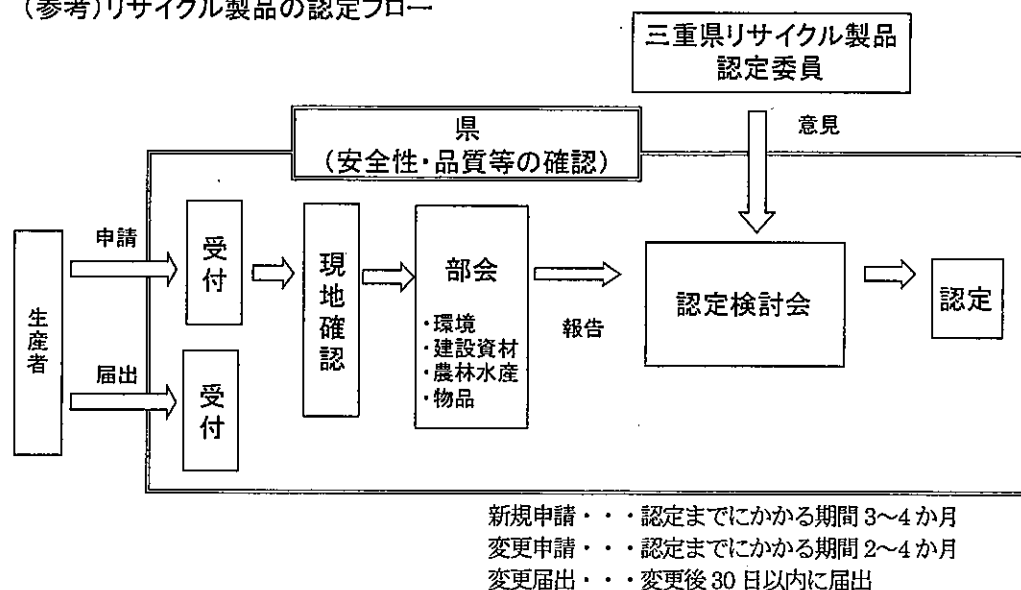 (参考)リサイクル製品の認定フロー
三重県リサイクル製品
認定委員
意見
県
(安全性・品質等の確認)
生産者
申請
届出
受付
受付
現地確認
部会
・環境
・建設資材
・農林水産
・物品
報告
認定検討会
認定
新規申請・・・認定までにかかる期間 3〜4 か月
変更申請・・・認定までにかかる期間 2〜4 か月
変更届出・・・変更後 30 日以内に届出